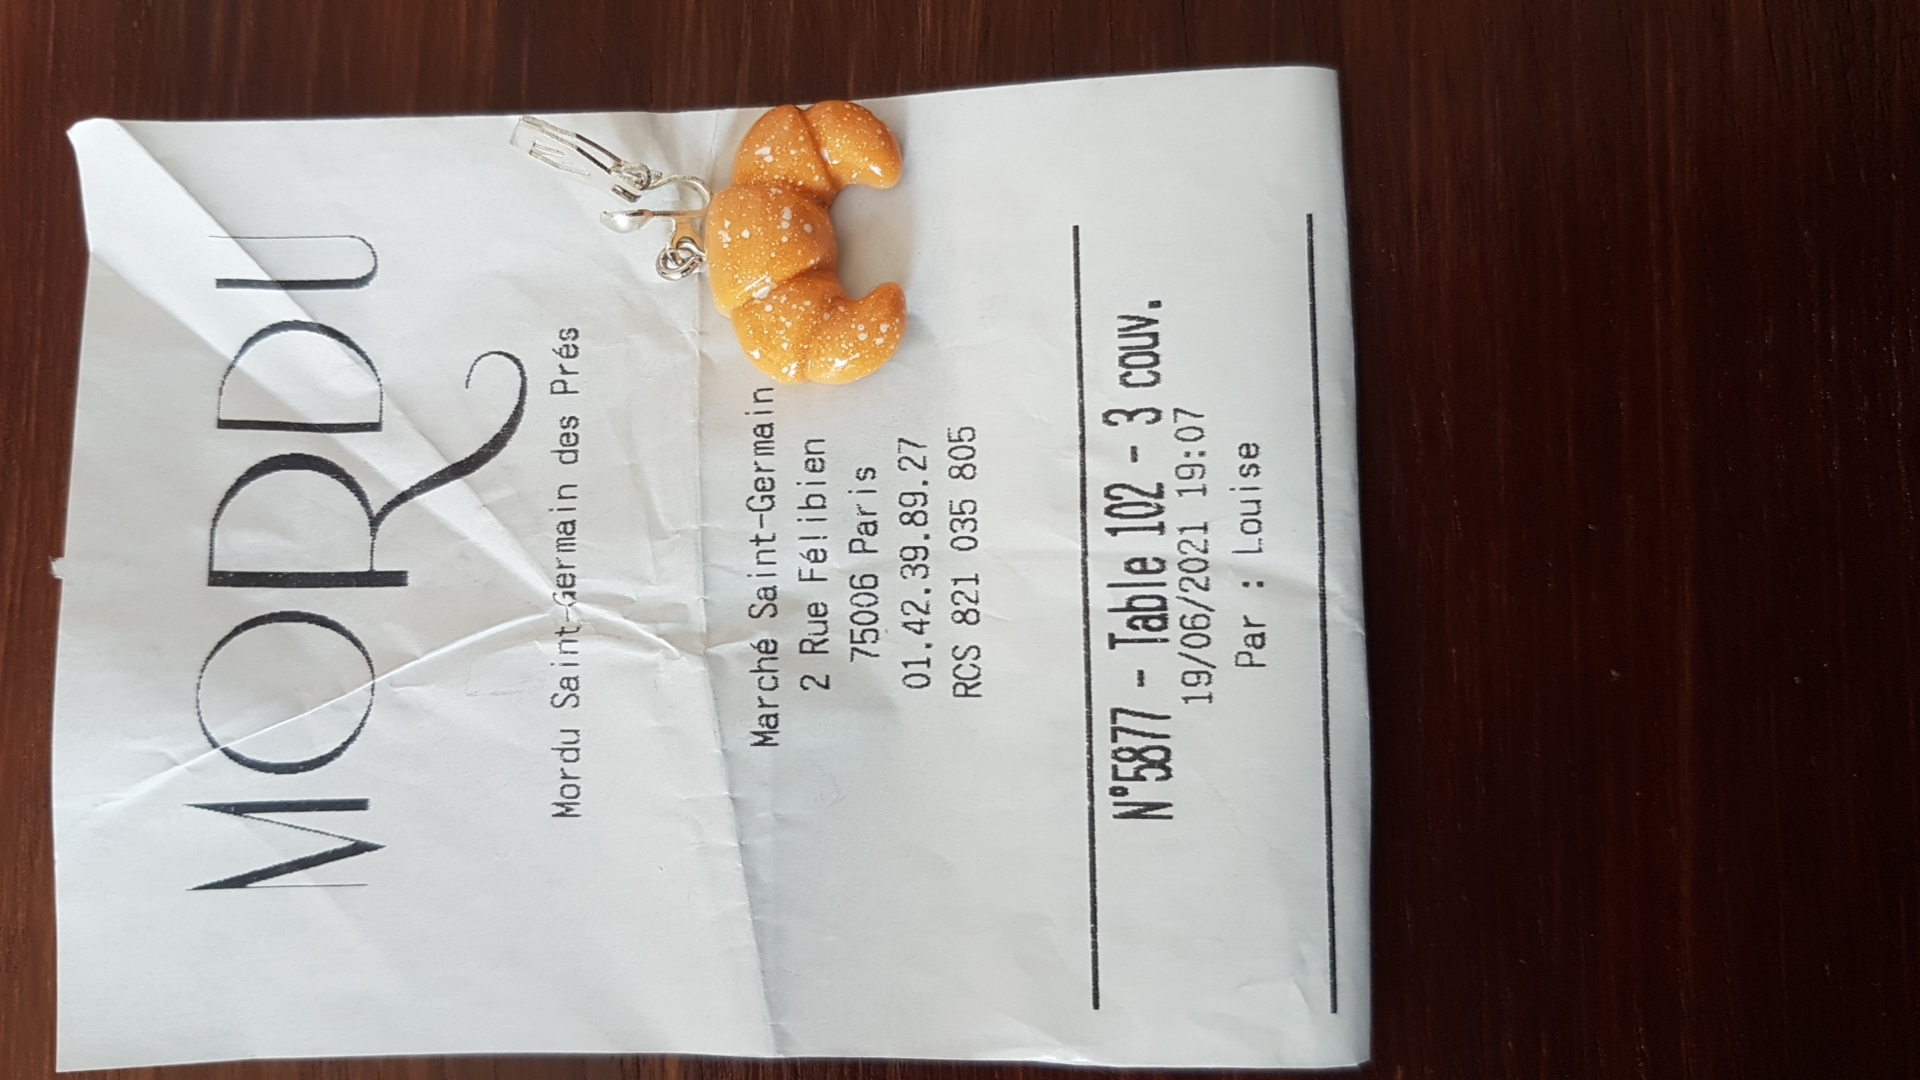 MORDU
Mordu Saint-Germain des Prés
Marché Saint-Germain
2 Rue Félibien
75006 Paris
01.42.39.89.27
RCS 821 035 805
N°5877 - Table 102 - 3 couv.
19/06/2021 19:07
Par : Louise